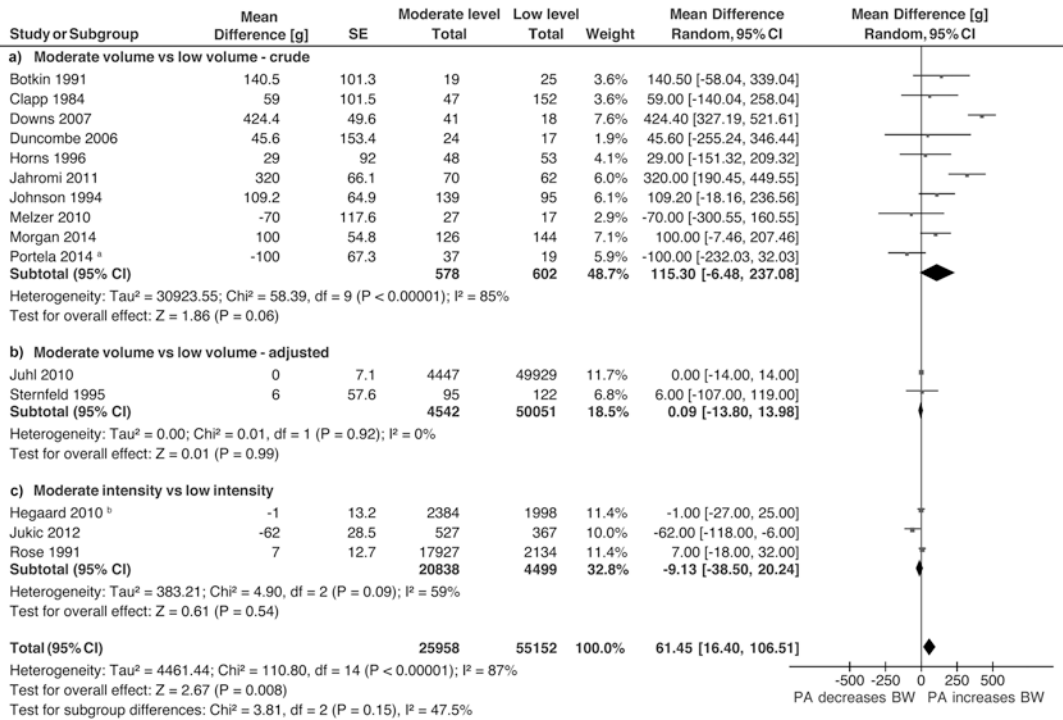 Study or Subgroup Mean Difference [g] SE Moderate level Total Low level Total Weight Mean Difference Random, 95% CI Mean Difference [g] Random, 95% CI
a) Moderate volume vs low volume - crude
Botkin 1991 140.5 101.3 19 25 3.6% 140.50 [-58.04, 339.04]
Clapp 1984 59 101.5 47 152 3.6% 59.00 [-140.04, 258.04]
Downs 2007 424.4 49.6 41 18 7.6% 424.40 [327.19, 521.61]
Duncombe 2006 45.6 153.4 24 17 1.9% 45.60 [-255.24, 346.44]
Horns 1996 29 92 48 53 4.1% 29.00 [-151.32, 209.32]
Jahromi 2011 320 66.1 70 62 6.0% 320.00 [190.45, 449.55]
Johnson 1994 109.2 64.9 139 95 6.1% 109.20 [-18.16, 236.56]
Melzer 2010 -70 117.6 27 17 2.9% -70.00 [-300.55, 160.55]
Morgan 2014 100 54.8 126 144 7.1% 100.00 [-7.46, 207.46]
Portela 2014 ᵃ -100 67.3 37 19 5.9% -100.00 [-232.03, 32.03]
Subtotal (95% CI) 578 602 48.7% 115.30 [-6.48, 237.08]
Heterogeneity: Tau² = 30923.55; Chi² = 58.39, df = 9 (P < 0.00001); I² = 85%
Test for overall effect: Z = 1.86 (P = 0.06)
b) Moderate volume vs low volume - adjusted
Juhl 2010 0 7.1 4447 49929 11.7% 0.00 [-14.00, 14.00]
Sternfeld 1995 6 57.6 95 122 6.8% 6.00 [-107.00, 119.00]
Subtotal (95% CI) 4542 50051 18.5% 0.09 [-13.80, 13.98]
Heterogeneity: Tau² = 0.00; Chi² = 0.01, df = 1 (P = 0.92); I² = 0%
Test for overall effect: Z = 0.01 (P = 0.99)
c) Moderate intensity vs low intensity
Hegaard 2010 ᵇ -1 13.2 2384 1998 11.4% -1.00 [-27.00, 25.00]
Jukic 2012 -62 28.5 527 367 10.0% -62.00 [-118.00, -6.00]
Rose 1991 7 12.7 17927 2134 11.4% 7.00 [-18.00, 32.00]
Subtotal (95% CI) 20838 4499 32.8% -9.13 [-38.50, 20.24]
Heterogeneity: Tau² = 383.21; Chi² = 4.90, df = 2 (P = 0.09); I² = 59%
Test for overall effect: Z = 0.61 (P = 0.54)
Total (95% CI) 25958 55152 100.0% 61.45 [16.40, 106.51]
Heterogeneity: Tau² = 4461.44; Chi² = 110.80, df = 14 (P < 0.00001); I² = 87%
Test for overall effect: Z = 2.67 (P = 0.008)
Test for subgroup differences: Chi² = 3.81, df = 2 (P = 0.15), I² = 47.5%
-500 -250 0 250 500
PA decreases BW PA increases BW